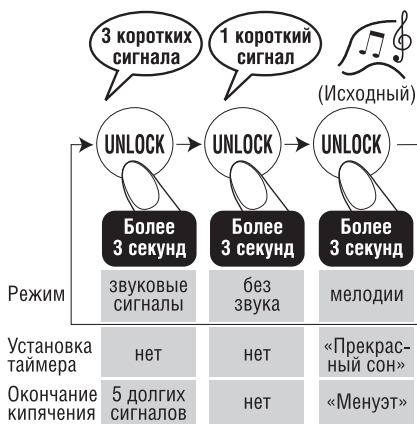 3 коротких
сигнала
1 короткий
сигнал
(Исходный)
UNLOCK
UNLOCK
UNLOCK
Более
3 секунд
Более
3 секунд
Более
3 секунд
Режим
звуковые
сигналы
без
звука
мелодии
Установка
таймера
нет
нет
«Прекрас-
ный сон»
Окончание
кипячения
5 долгих
сигналов
нет
«Менуэт»